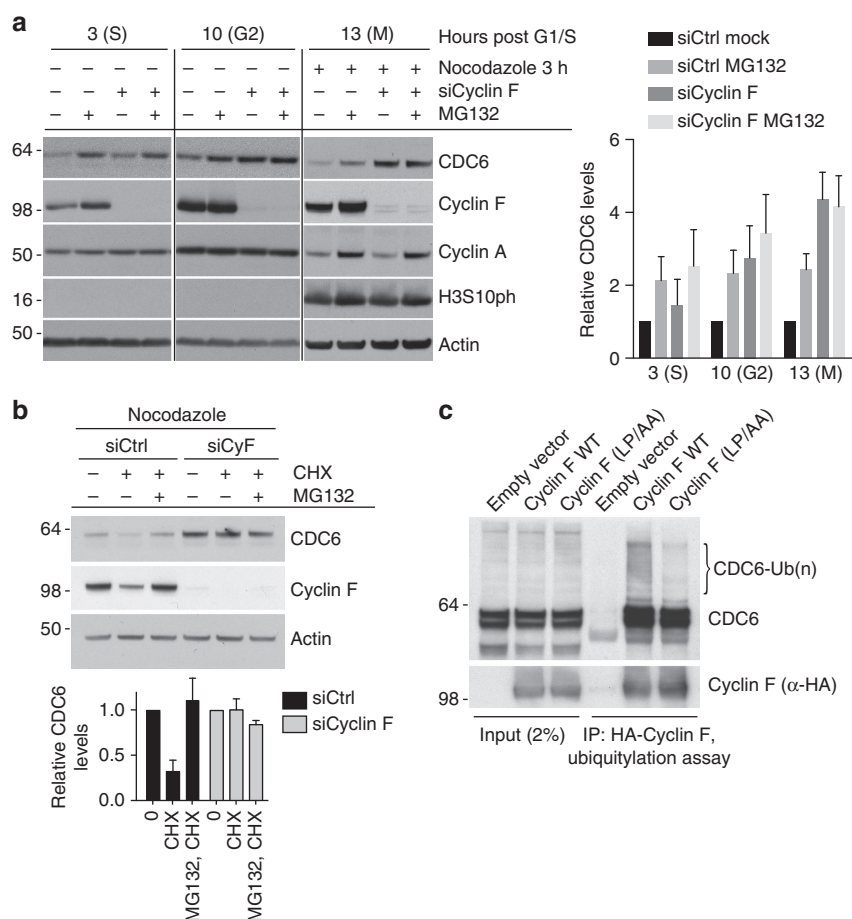 a
3 (S) 10 (G2) 13 (M) Hours post G1/S
+ + + + Nocodazole 3 h
– – + + – – + + – – + + siCyclin F
– + – + – + – + – + – + MG132
64 - CDC6
98 - Cyclin F
50 - Cyclin A
16 - H3S10ph
50 - Actin
siCtrl mock
siCtrl MG132
siCyclin F
siCyclin F MG132
Relative CDC6 levels
6
4
2
0
3 (S) 10 (G2) 13 (M)
b
Nocodazole
siCtrl siCyF
– + + – + + CHX
– – + – – + MG132
64 - CDC6
98 - Cyclin F
50 - Actin
Relative CDC6
levels
1.0
0.5
0.0
siCtrl
siCyclin F
0
CHX
MG132, CHX
0
CHX
MG132, CHX
c
Empty vector
Cyclin F WT
Cyclin F (LP/AA)
Empty vector
Cyclin F WT
Cyclin F (LP/AA)
CDC6-Ub(n)
64 - CDC6
98 - Cyclin F (α-HA)
Input (2%) IP: HA-Cyclin F,
ubiquitylation assay